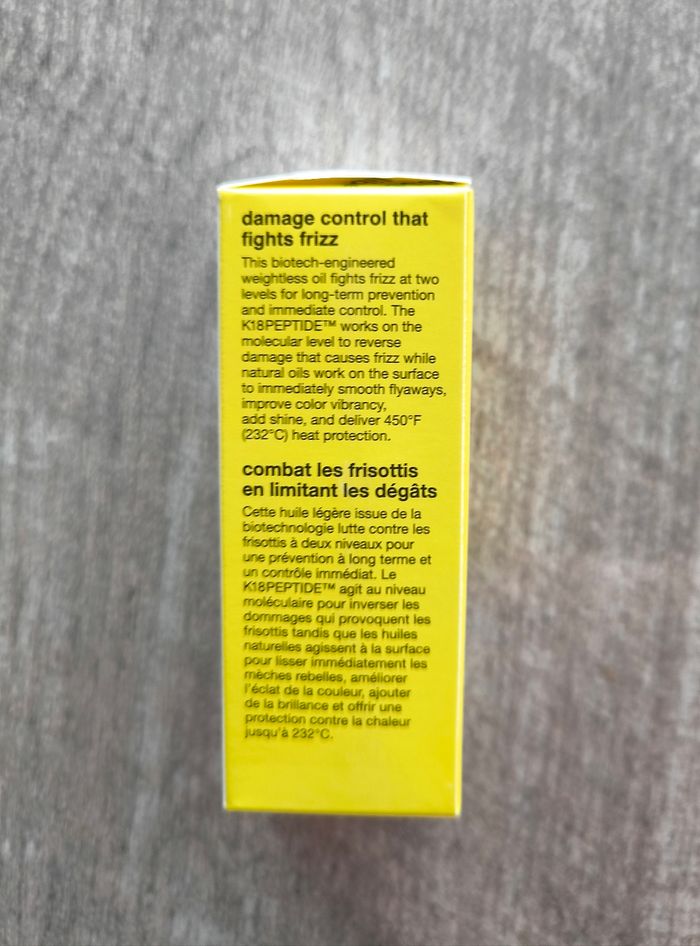 damage control that
fights frizz
This biotech-engineered
weightless oil fights frizz at two
levels for long-term prevention
and immediate control. The
K18PEPTIDE™ works on the
molecular level to reverse
damage that causes frizz while
natural oils work on the surface
to immediately smooth flyaways,
improve color vibrancy,
add shine, and deliver 450°F
(232°C) heat protection.
combat les frisottis
en limitant les dégâts
Cette huile légère issue de la
biotechnologie lutte contre les
frisottis à deux niveaux pour
une prévention à long terme et
un contrôle immédiat. Le
K18PEPTIDE™ agit au niveau
moléculaire pour inverser les
dommages qui provoquent les
frisottis tandis que les huiles
naturelles agissent à la surface
pour lisser immédiatement les
mèches rebelles, améliorer
l'éclat de la couleur, ajouter
de la brillance et offrir une
protection contre la chaleur
jusqu'à 232°C.